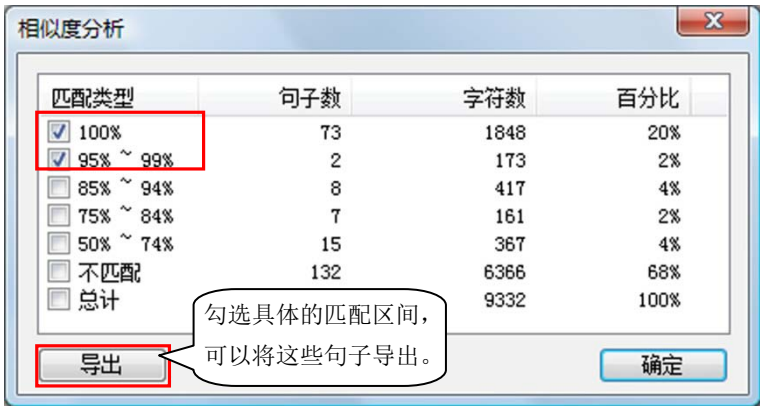 相似度分析
匹配类型 句子数 字符数 百分比
100% 73 1848 20%
95% ~ 99% 2 173 2%
85% ~ 94% 8 417 4%
75% ~ 84% 7 161 2%
50% ~ 74% 15 367 4%
不匹配 132 6366 68%
总计 9332 100%
勾选具体的匹配区间，
可以将这些句子导出。
导出 确定